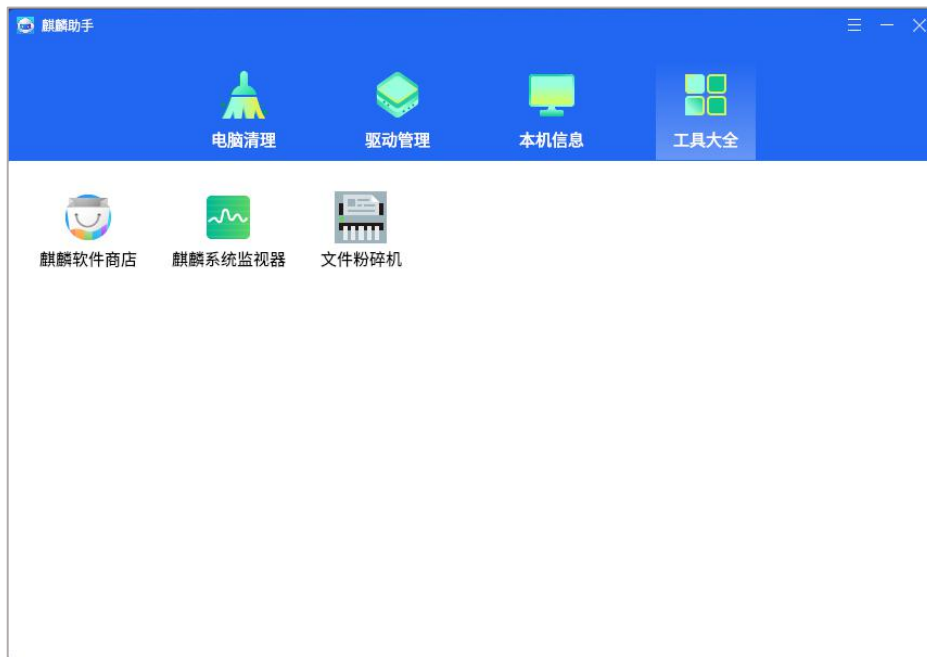 麒麟助手
电脑清理 驱动管理 本机信息 工具大全
麒麟软件商店 麒麟系统监视器 文件粉碎机